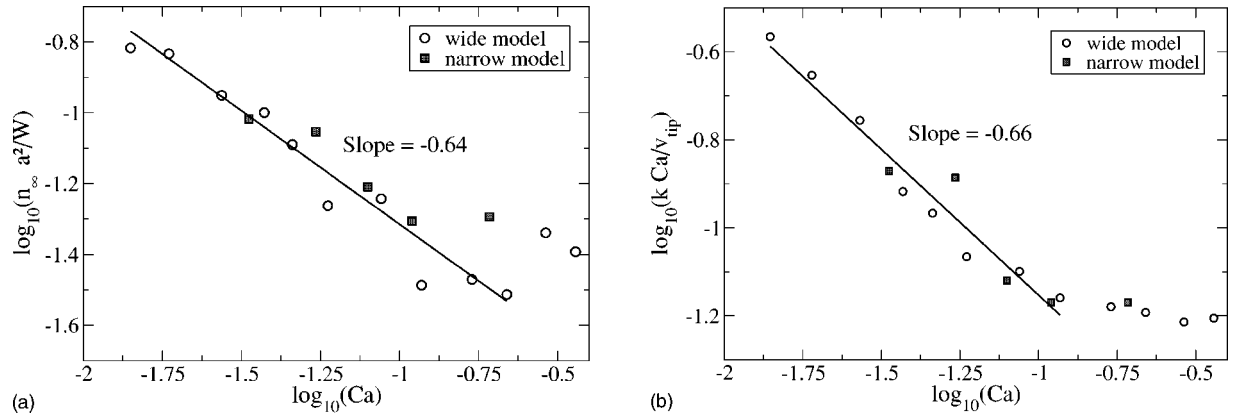 -0.8
-1
-1.2
-1.4
-1.6
log10(n∞ a²/W)
wide model
narrow model
Slope = -0.64
-2
-1.75
-1.5
-1.25
-1
-0.75
-0.5
log10(Ca)
(a)
-0.6
-0.8
-1
-1.2
log10(k Ca/vtip)
wide model
narrow model
Slope = -0.66
-2
-1.75
-1.5
-1.25
-1
-0.75
-0.5
log10(Ca)
(b)